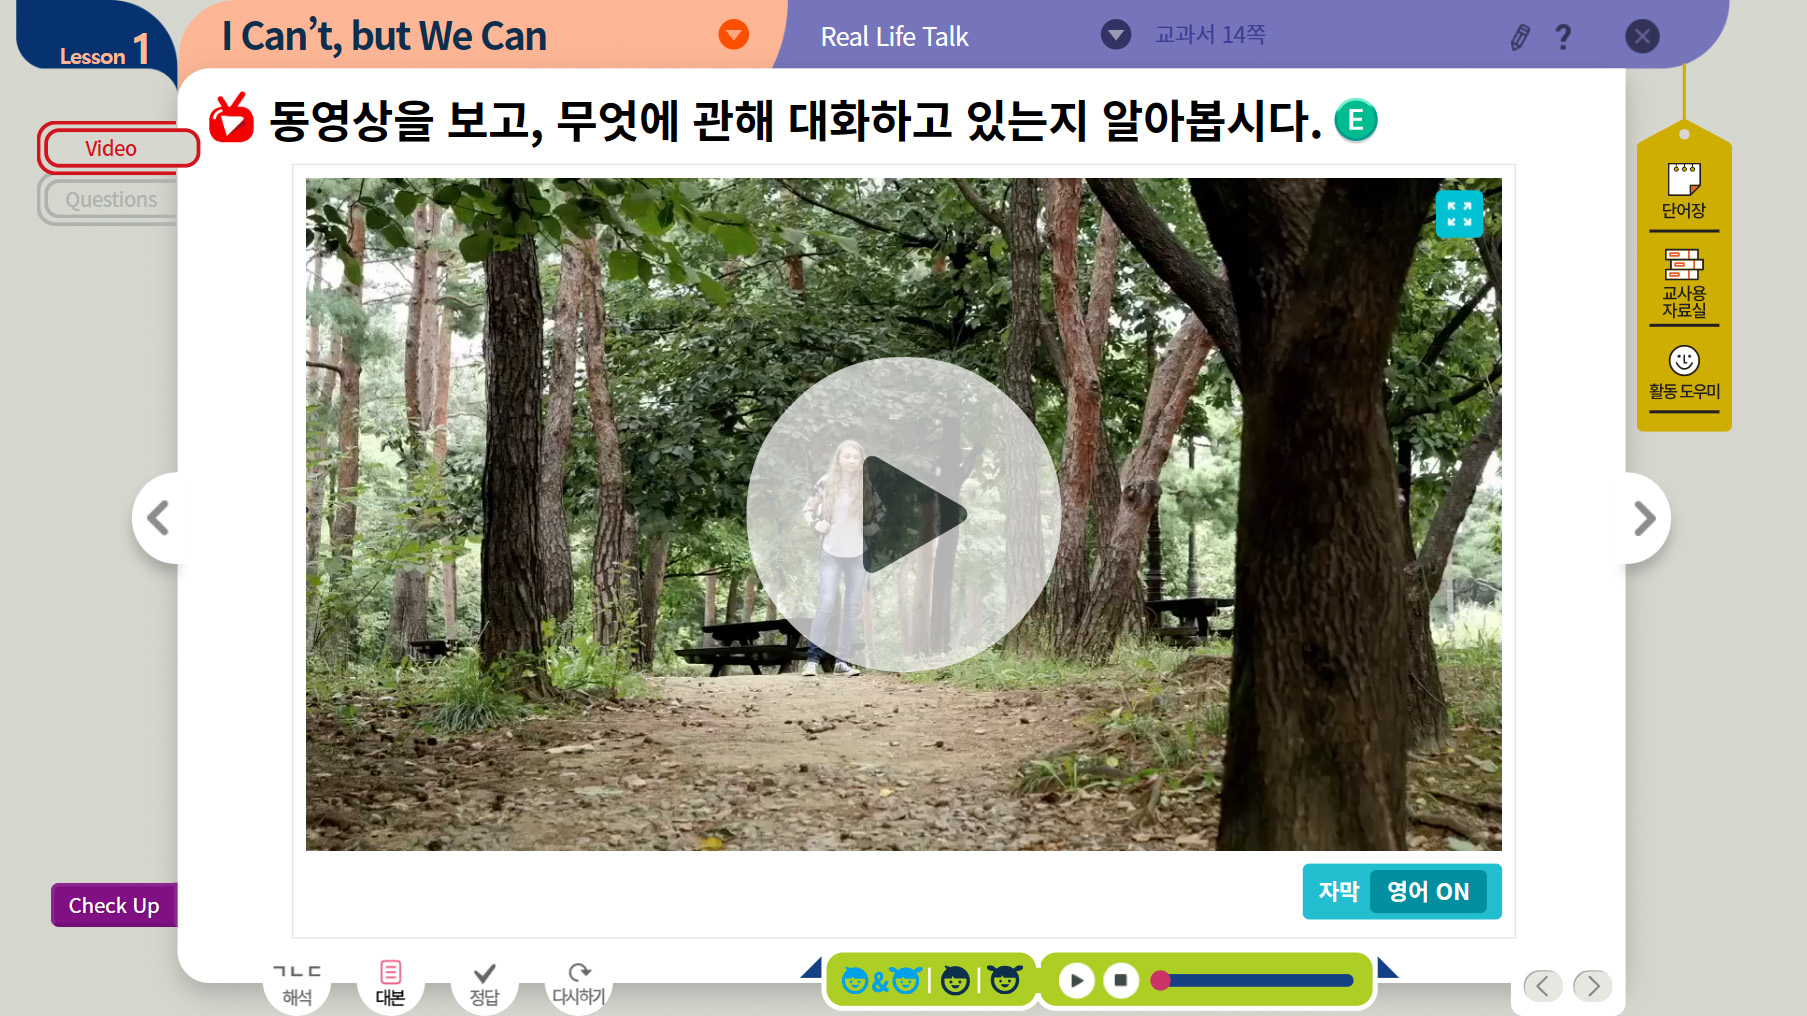 Lesson 1
I Can't, but We Can
Real Life Talk
교과서 14쪽
?
Video
Questions
동영상을 보고, 무엇에 관해 대화하고 있는지 알아봅시다. E
단어장
교사용
자료실
활동 도우미
자막 영어 ON
Check Up
ㄱㄴㄷ
해석
대본
정답
다시하기
&